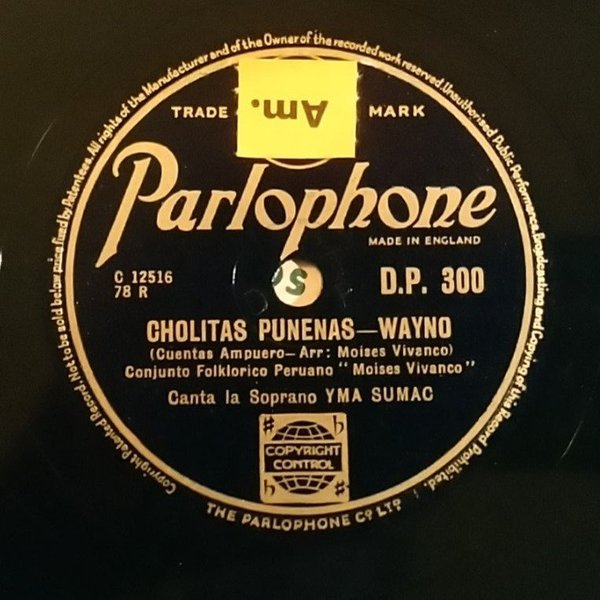 Copyright Patented Record. Not to be sold below price fixed by Patentees. All rights of the Manufacturer and of the Owner of the recorded work reserved. Unauthorised Public Performance, Broadcasting and Copying of this Record Prohibited.
Am.
TRADE MARK
Parlophone
MADE IN ENGLAND
C 12516
78 R
D.P. 300
CHOLITAS PUNENAS—WAYNO
(Cuentas Ampuero—Arr: Moises Vivanco)
Conjunto Folklorico Peruano "Moises Vivanco"
Canta la Soprano YMA SUMAC
COPYRIGHT
CONTROL
THE PARLOPHONE Cº LTᴰ